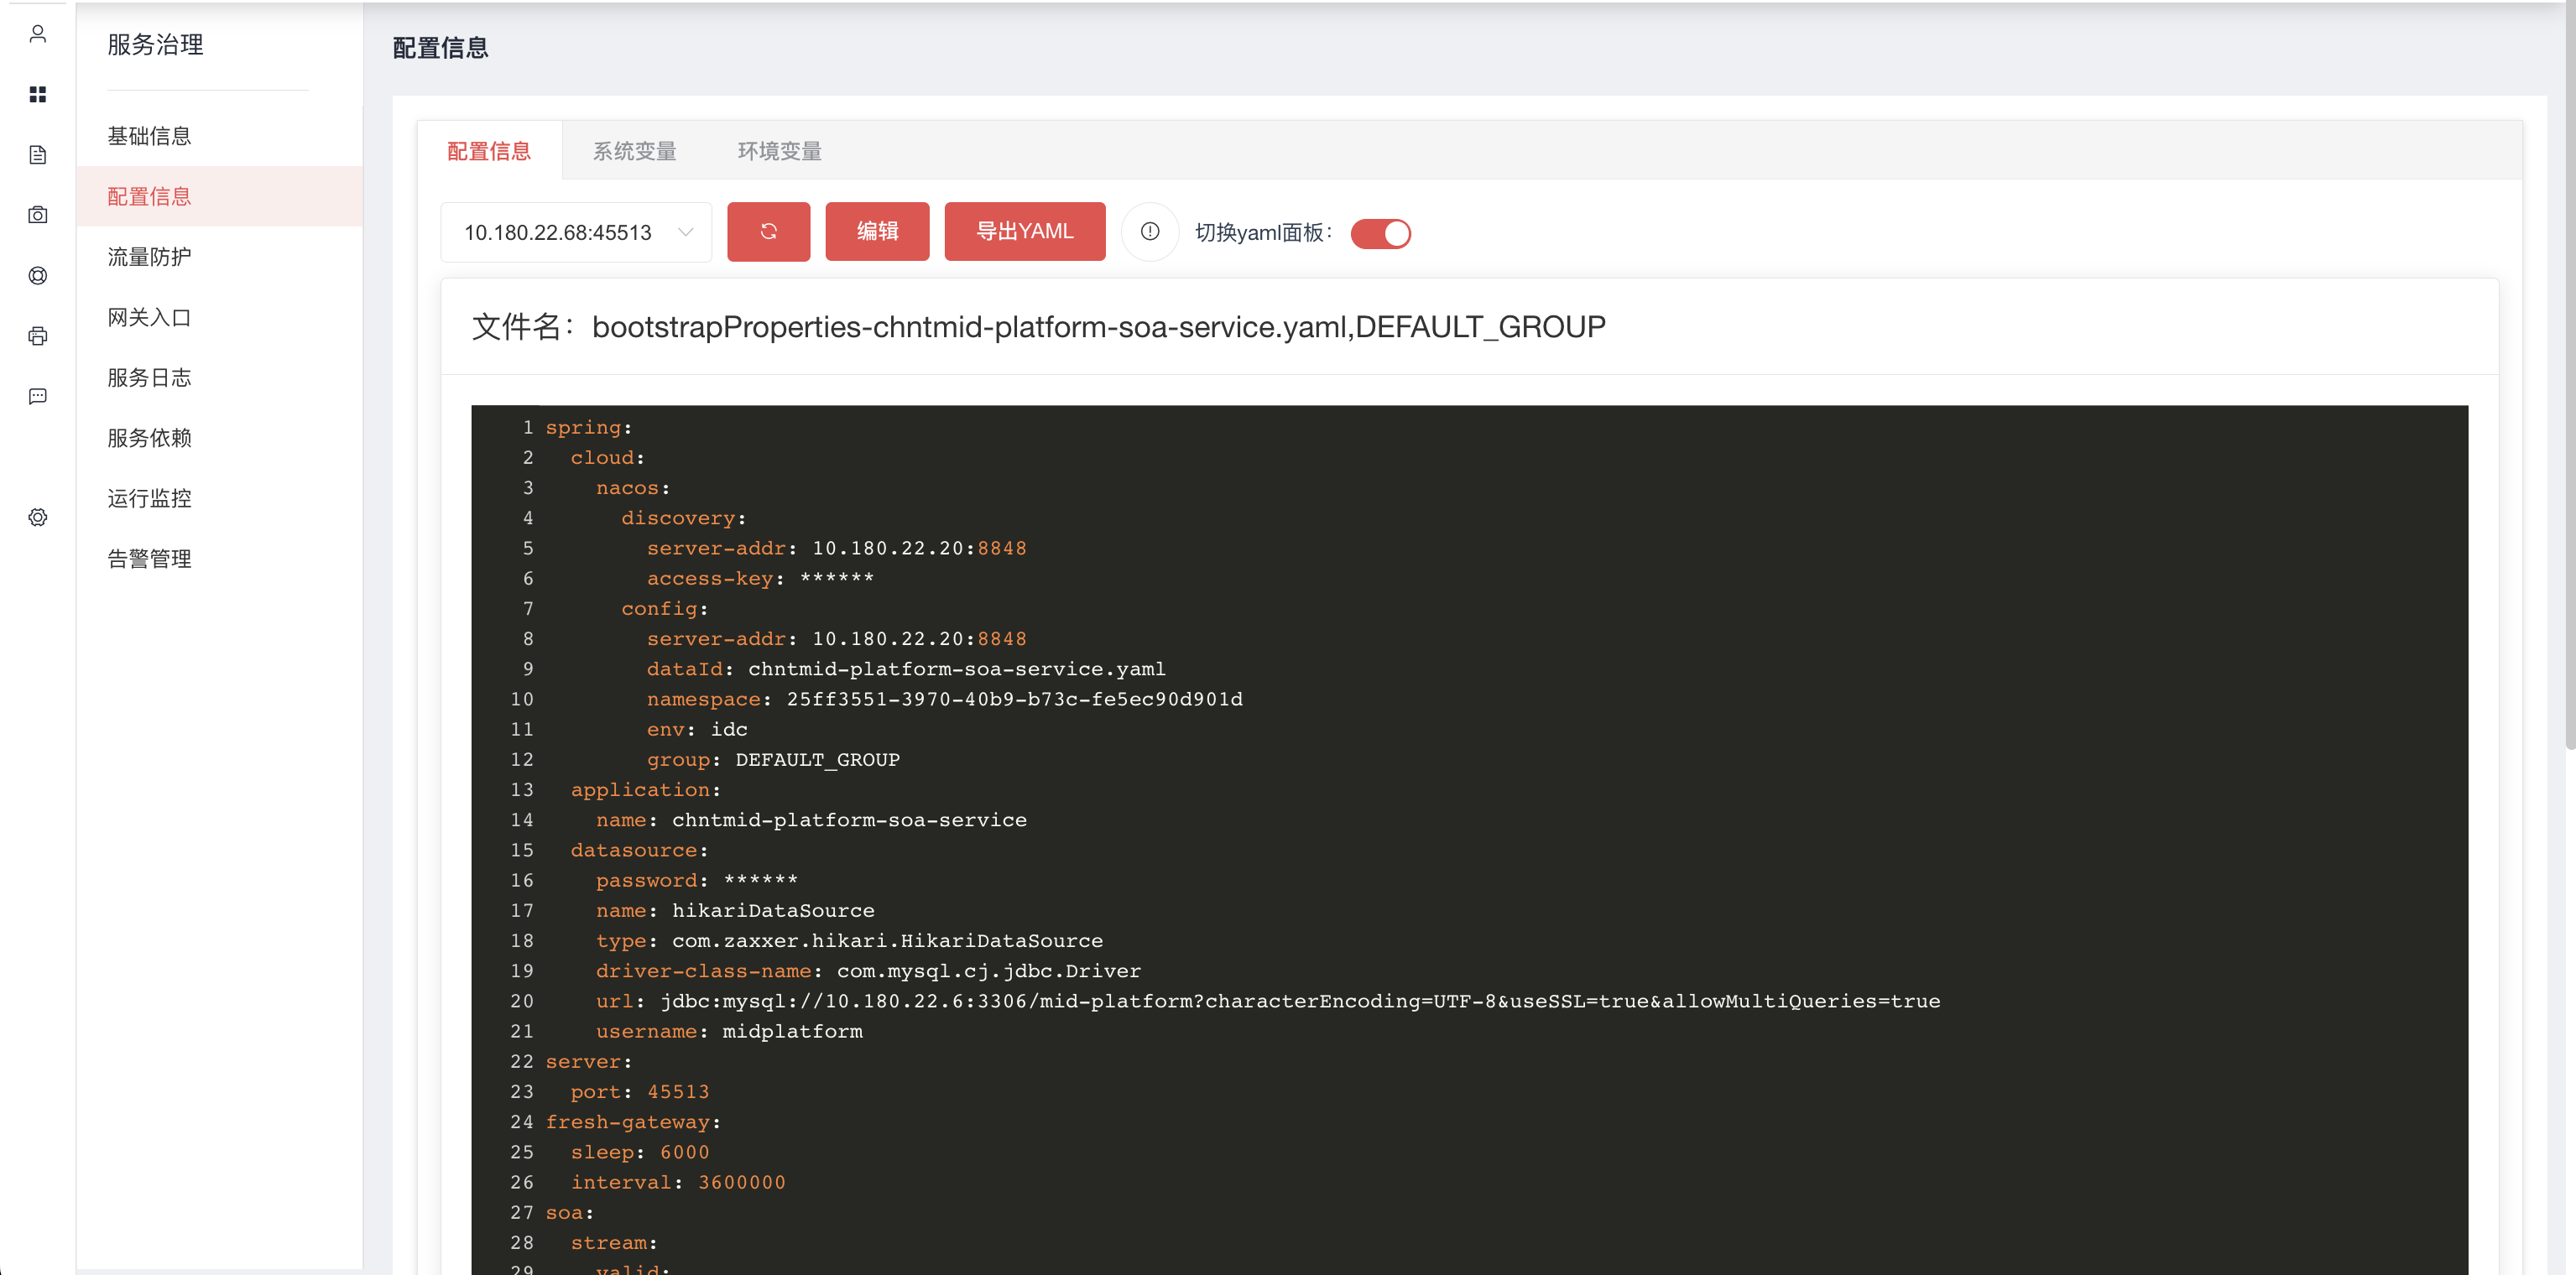 服务治理
基础信息
配置信息
流量防护
网关入口
服务日志
服务依赖
运行监控
告警管理
配置信息
配置信息 系统变量 环境变量
10.180.22.68:45513 编辑 导出YAML 切换yaml面板：
文件名：bootstrapProperties-chntmid-platform-soa-service.yaml,DEFAULT_GROUP
1 spring:
2   cloud:
3     nacos:
4       discovery:
5         server-addr: 10.180.22.20:8848
6         access-key: ******
7       config:
8         server-addr: 10.180.22.20:8848
9         dataId: chntmid-platform-soa-service.yaml
10         namespace: 25ff3551-3970-40b9-b73c-fe5ec90d901d
11         env: idc
12         group: DEFAULT_GROUP
13   application:
14     name: chntmid-platform-soa-service
15   datasource:
16     password: ******
17     name: hikariDataSource
18     type: com.zaxxer.hikari.HikariDataSource
19     driver-class-name: com.mysql.cj.jdbc.Driver
20     url: jdbc:mysql://10.180.22.6:3306/mid-platform?characterEncoding=UTF-8&useSSL=true&allowMultiQueries=true
21     username: midplatform
22 server:
23   port: 45513
24 fresh-gateway:
25   sleep: 6000
26   interval: 3600000
27 soa:
28   stream:
29     valid: